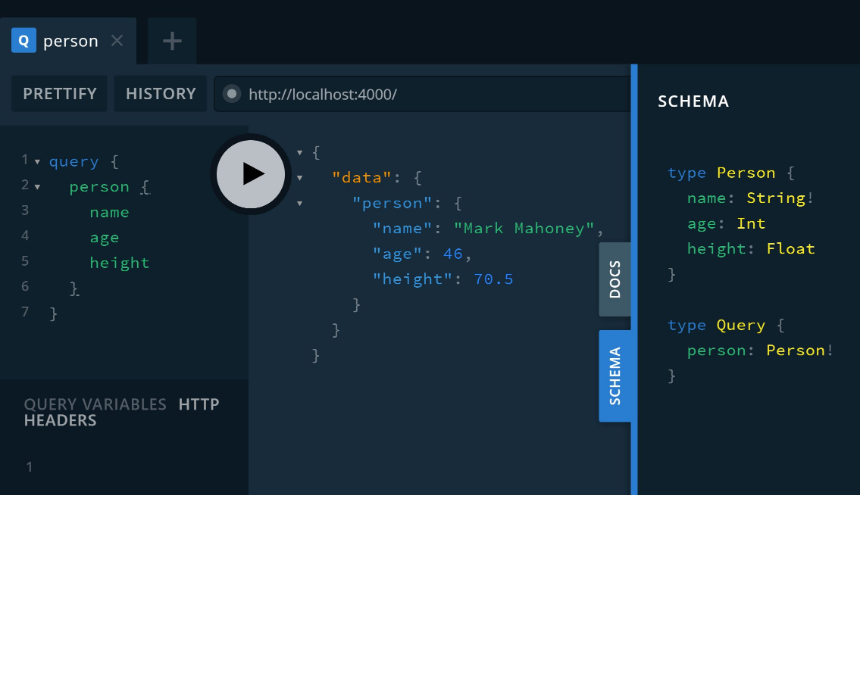 Q person
PRETTIFY HISTORY http://localhost:4000/
1 query {
2 person {
3 name
4 age
5 height
6 }
7 }
QUERY VARIABLES HTTP
HEADERS
1
{
"data": {
"person": {
"name": "Mark Mahoney",
"age": 46,
"height": 70.5
}
}
}
DOCS
SCHEMA
SCHEMA
type Person {
name: String!
age: Int
height: Float
}
type Query {
person: Person!
}